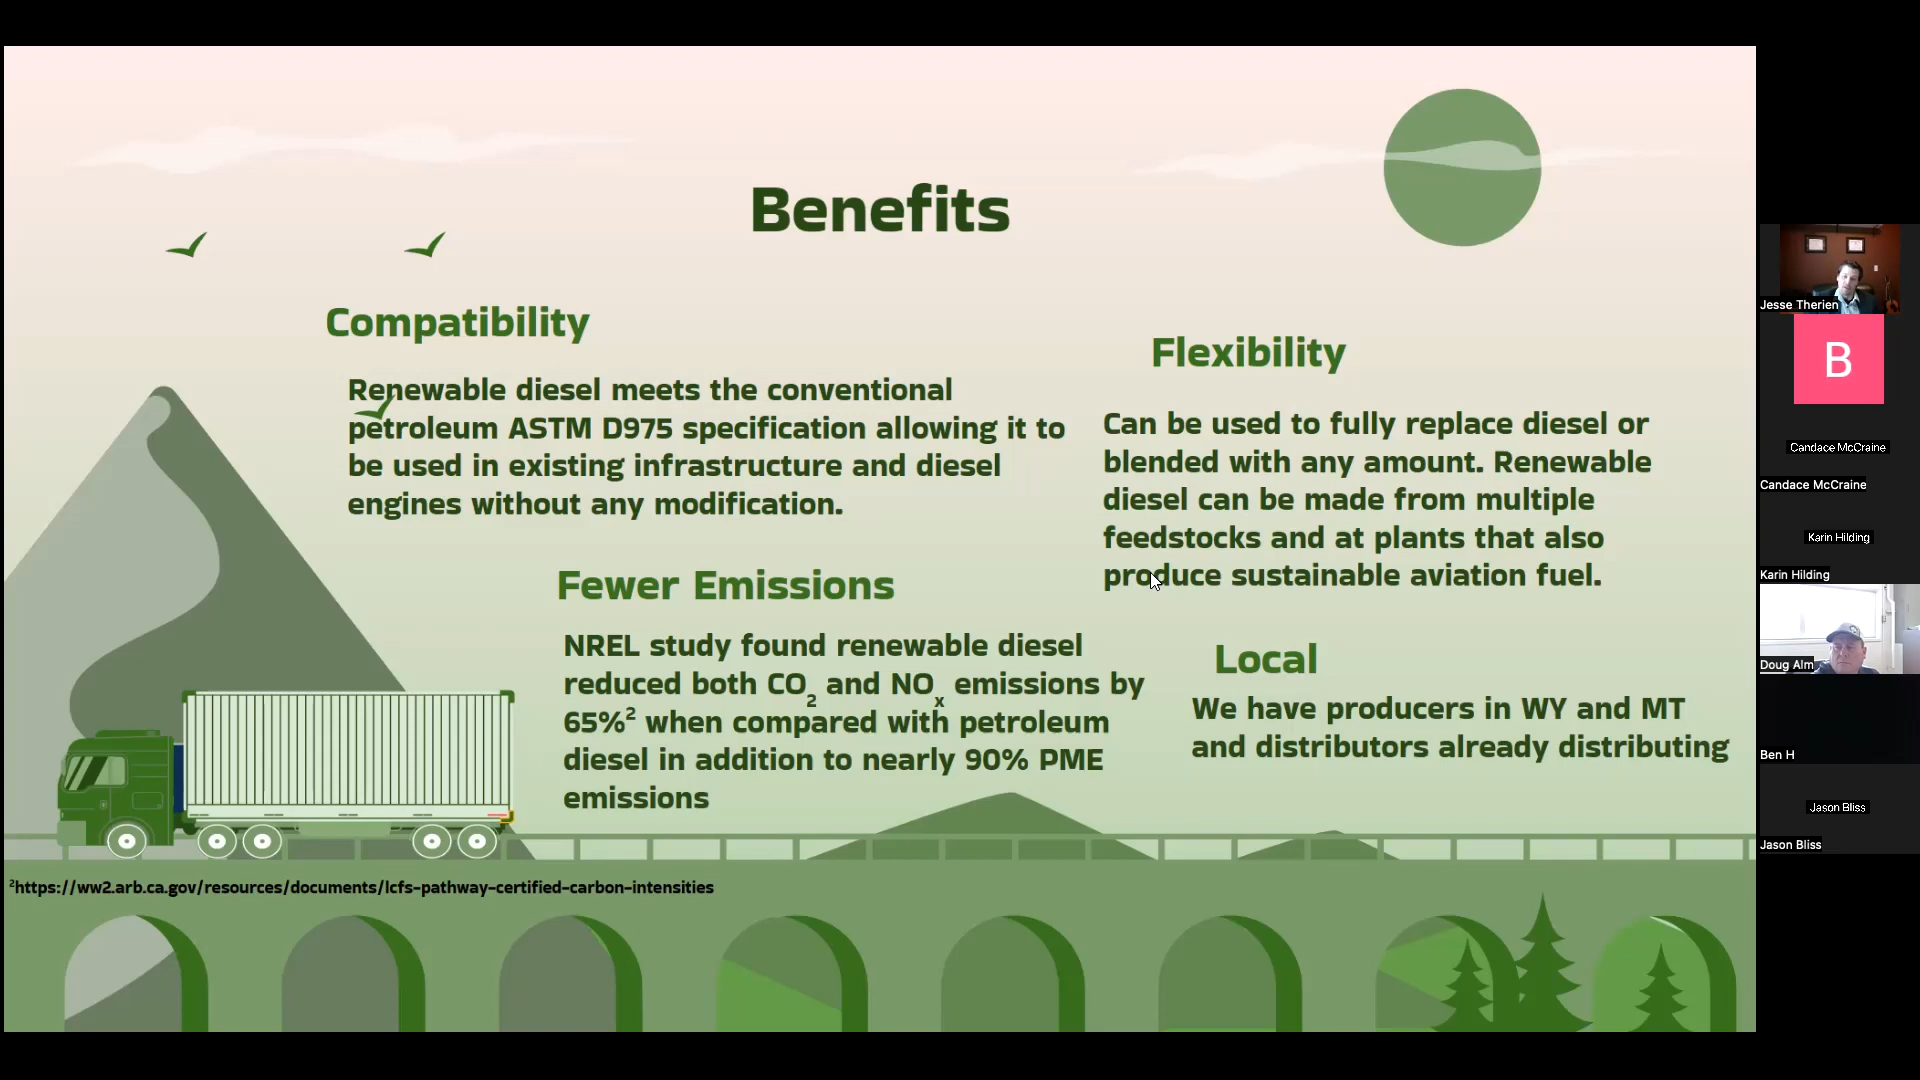 Benefits
Compatibility
Renewable diesel meets the conventional
petroleum ASTM D975 specification allowing it to
be used in existing infrastructure and diesel
engines without any modification.
Flexibility
Can be used to fully replace diesel or
blended with any amount. Renewable
diesel can be made from multiple
feedstocks and at plants that also
produce sustainable aviation fuel.
Fewer Emissions
NREL study found renewable diesel
reduced both CO₂ and NOₓ emissions by
65%² when compared with petroleum
diesel in addition to nearly 90% PME
emissions
Local
We have producers in WY and MT
and distributors already distributing
²https://ww2.arb.ca.gov/resources/documents/lcfs-pathway-certified-carbon-intensities
Jesse Therien
B
Candace McCraine
Candace McCraine
Karin Hilding
Karin Hilding
Doug Alm
Ben H
Jason Bliss
Jason Bliss